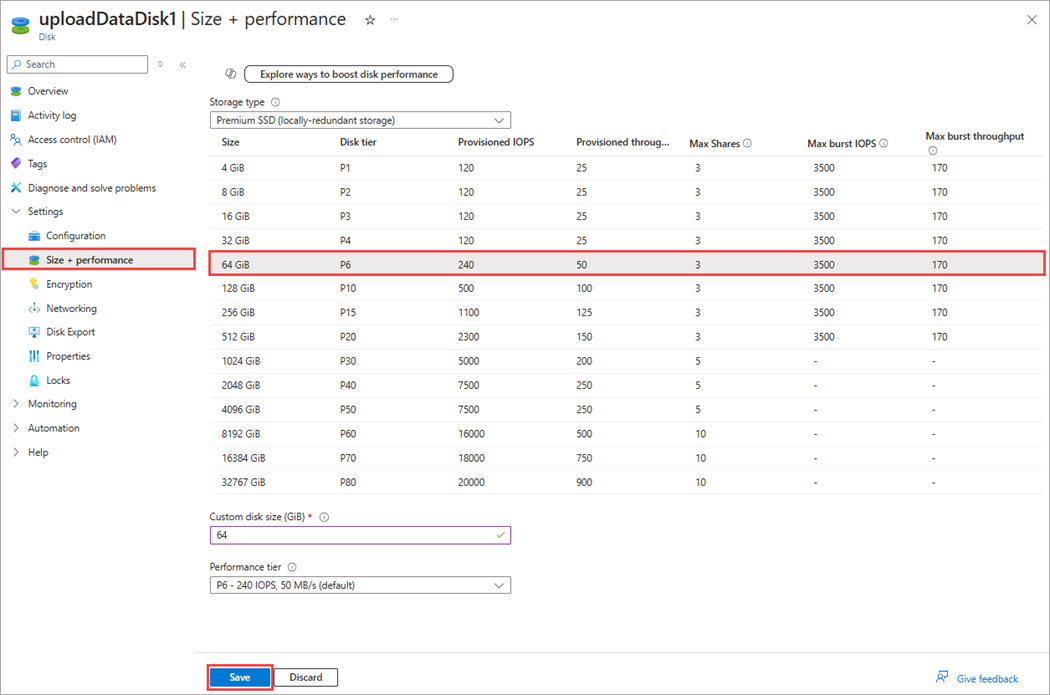 uploadDataDisk1 | Size + performance ☆ ···
Disk
Search
Overview
Activity log
Access control (IAM)
Tags
Diagnose and solve problems
Settings
Configuration
Size + performance
Encryption
Networking
Disk Export
Properties
Locks
Monitoring
Automation
Help
Explore ways to boost disk performance
Storage type
Premium SSD (locally-redundant storage)
Size Disk tier Provisioned IOPS Provisioned throug... Max Shares Max burst IOPS Max burst throughput
4 GiB P1 120 25 3 3500 170
8 GiB P2 120 25 3 3500 170
16 GiB P3 120 25 3 3500 170
32 GiB P4 120 25 3 3500 170
64 GiB P6 240 50 3 3500 170
128 GiB P10 500 100 3 3500 170
256 GiB P15 1100 125 3 3500 170
512 GiB P20 2300 150 3 3500 170
1024 GiB P30 5000 200 5 - -
2048 GiB P40 7500 250 5 - -
4096 GiB P50 7500 250 5 - -
8192 GiB P60 16000 500 10 - -
16384 GiB P70 18000 750 10 - -
32767 GiB P80 20000 900 10 - -
Custom disk size (GiB) *
64
Performance tier
P6 - 240 IOPS, 50 MB/s (default)
Save Discard
Give feedback